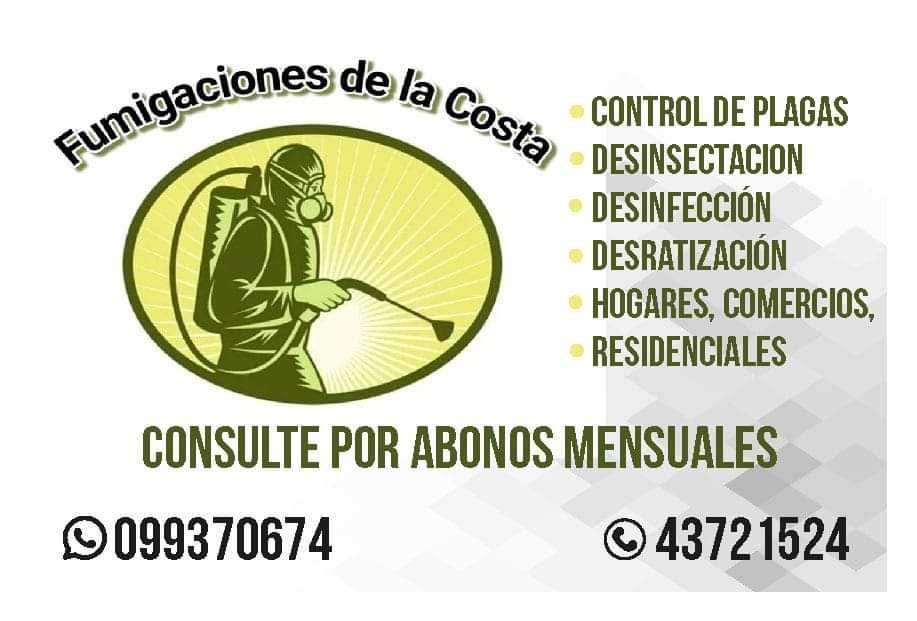 Fumigaciones de la Costa
• CONTROL DE PLAGAS
• DESINSECTACION
• DESINFECCIÓN
• DESRATIZACIÓN
• HOGARES, COMERCIOS,
• RESIDENCIALES
CONSULTE POR ABONOS MENSUALES
099370674
43721524